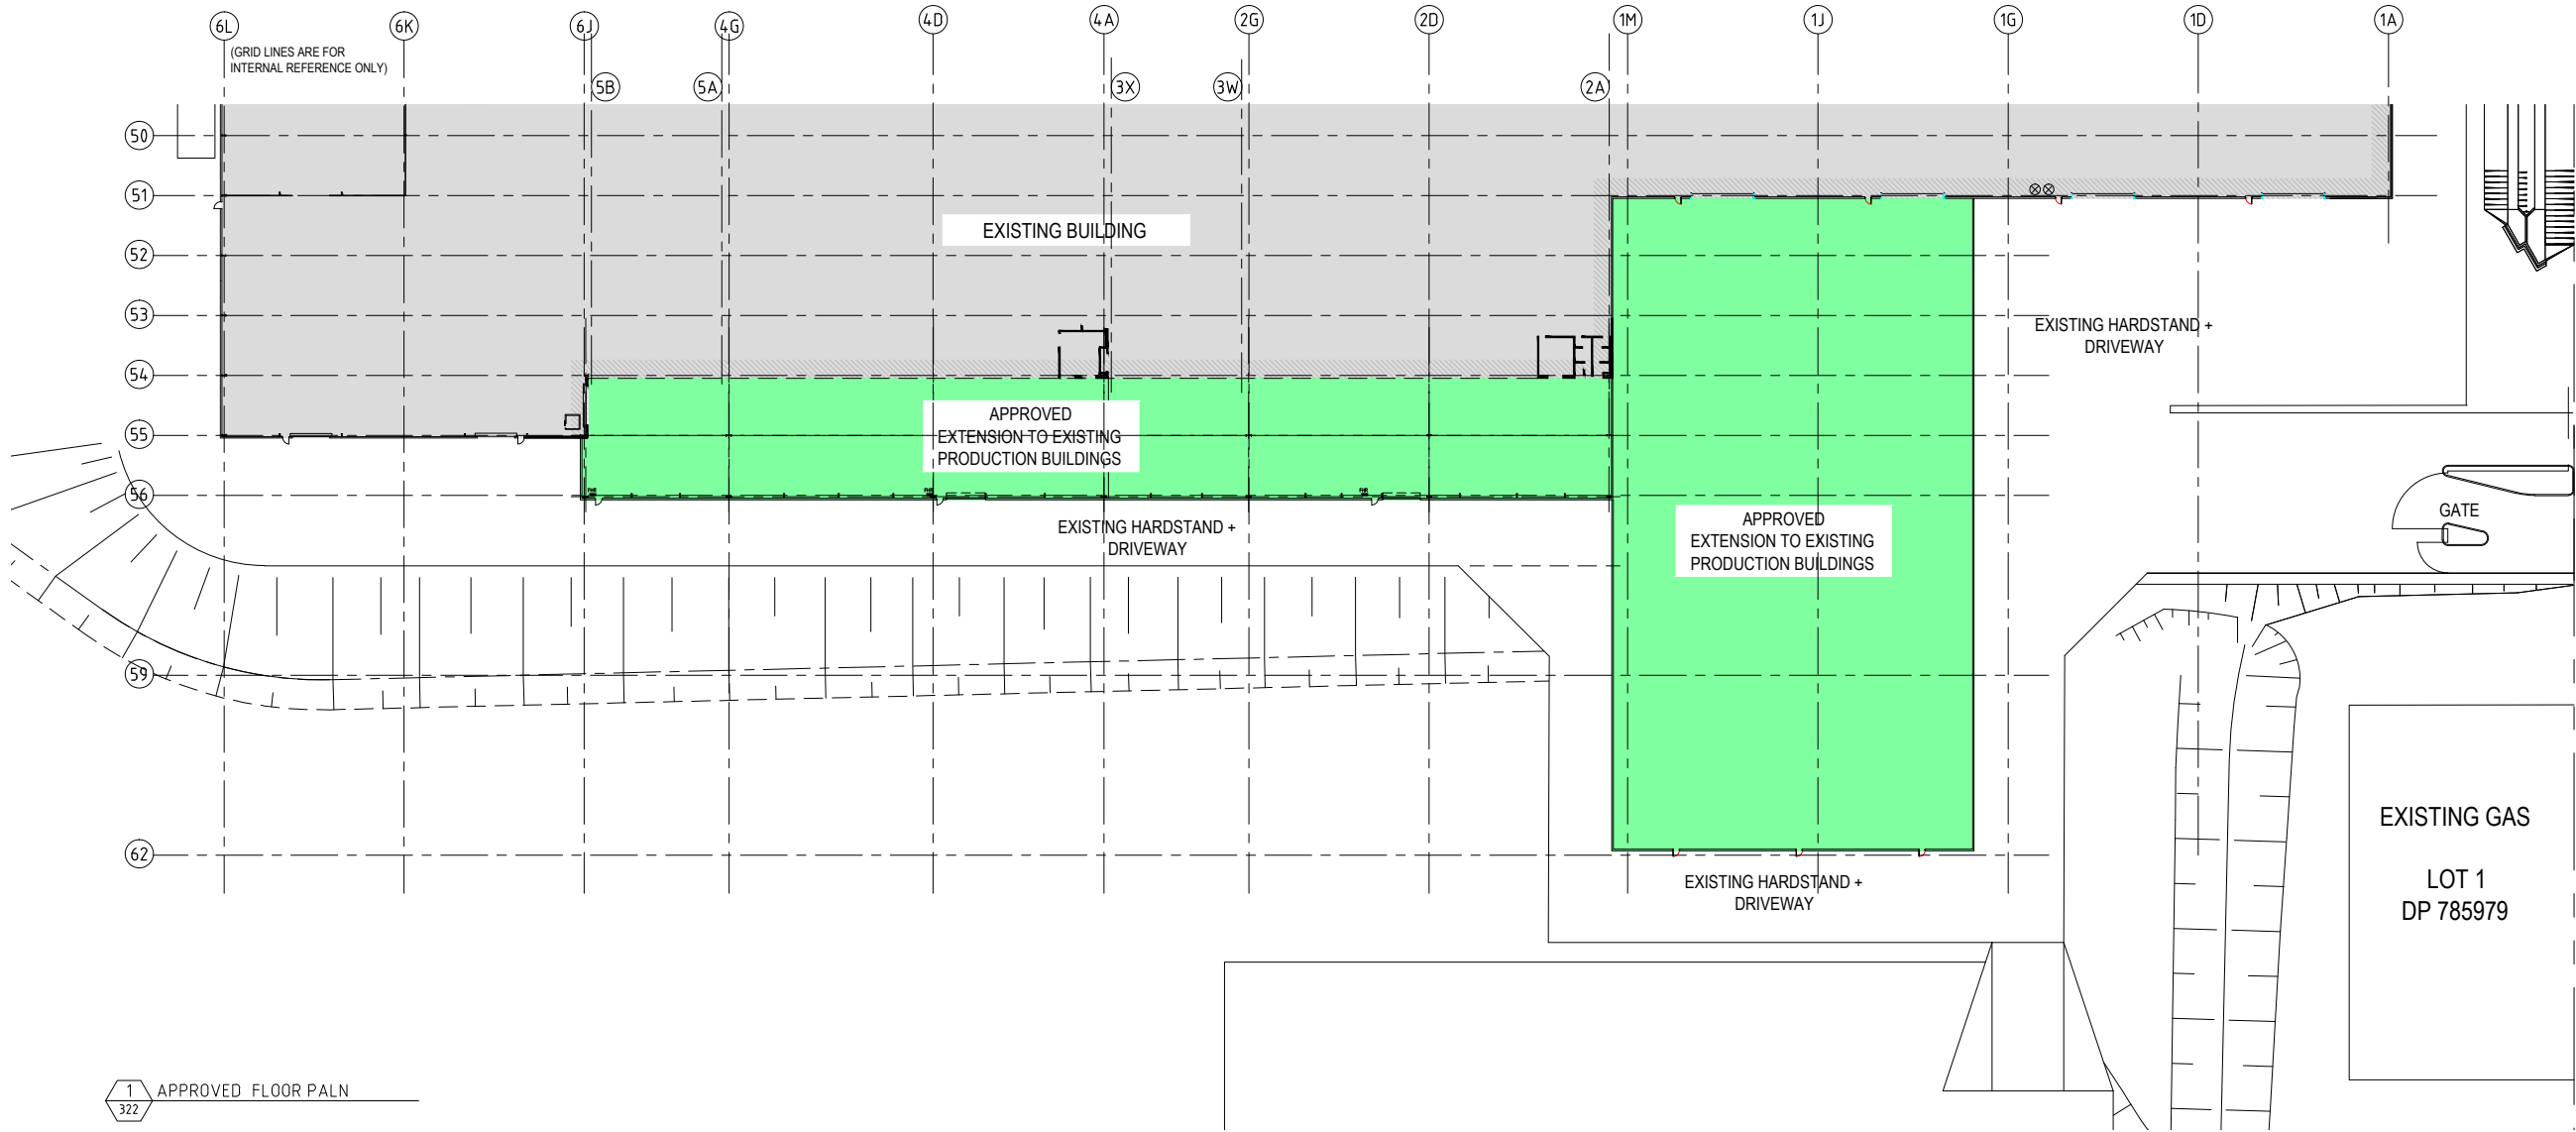 6L
6K
6J
4G
4D
4A
2G
2D
1M
1J
1G
1D
1A
(GRID LINES ARE FOR
INTERNAL REFERENCE ONLY)
5B
5A
3X
3W
2A
50
51
52
53
54
55
56
59
62
EXISTING BUILDING
EXISTING HARDSTAND +
DRIVEWAY
APPROVED
EXTENSION TO EXISTING
PRODUCTION BUILDINGS
EXISTING HARDSTAND +
DRIVEWAY
APPROVED
EXTENSION TO EXISTING
PRODUCTION BUILDINGS
GATE
EXISTING HARDSTAND +
DRIVEWAY
EXISTING GAS
LOT 1
DP 785979
1
322
APPROVED FLOOR PALN